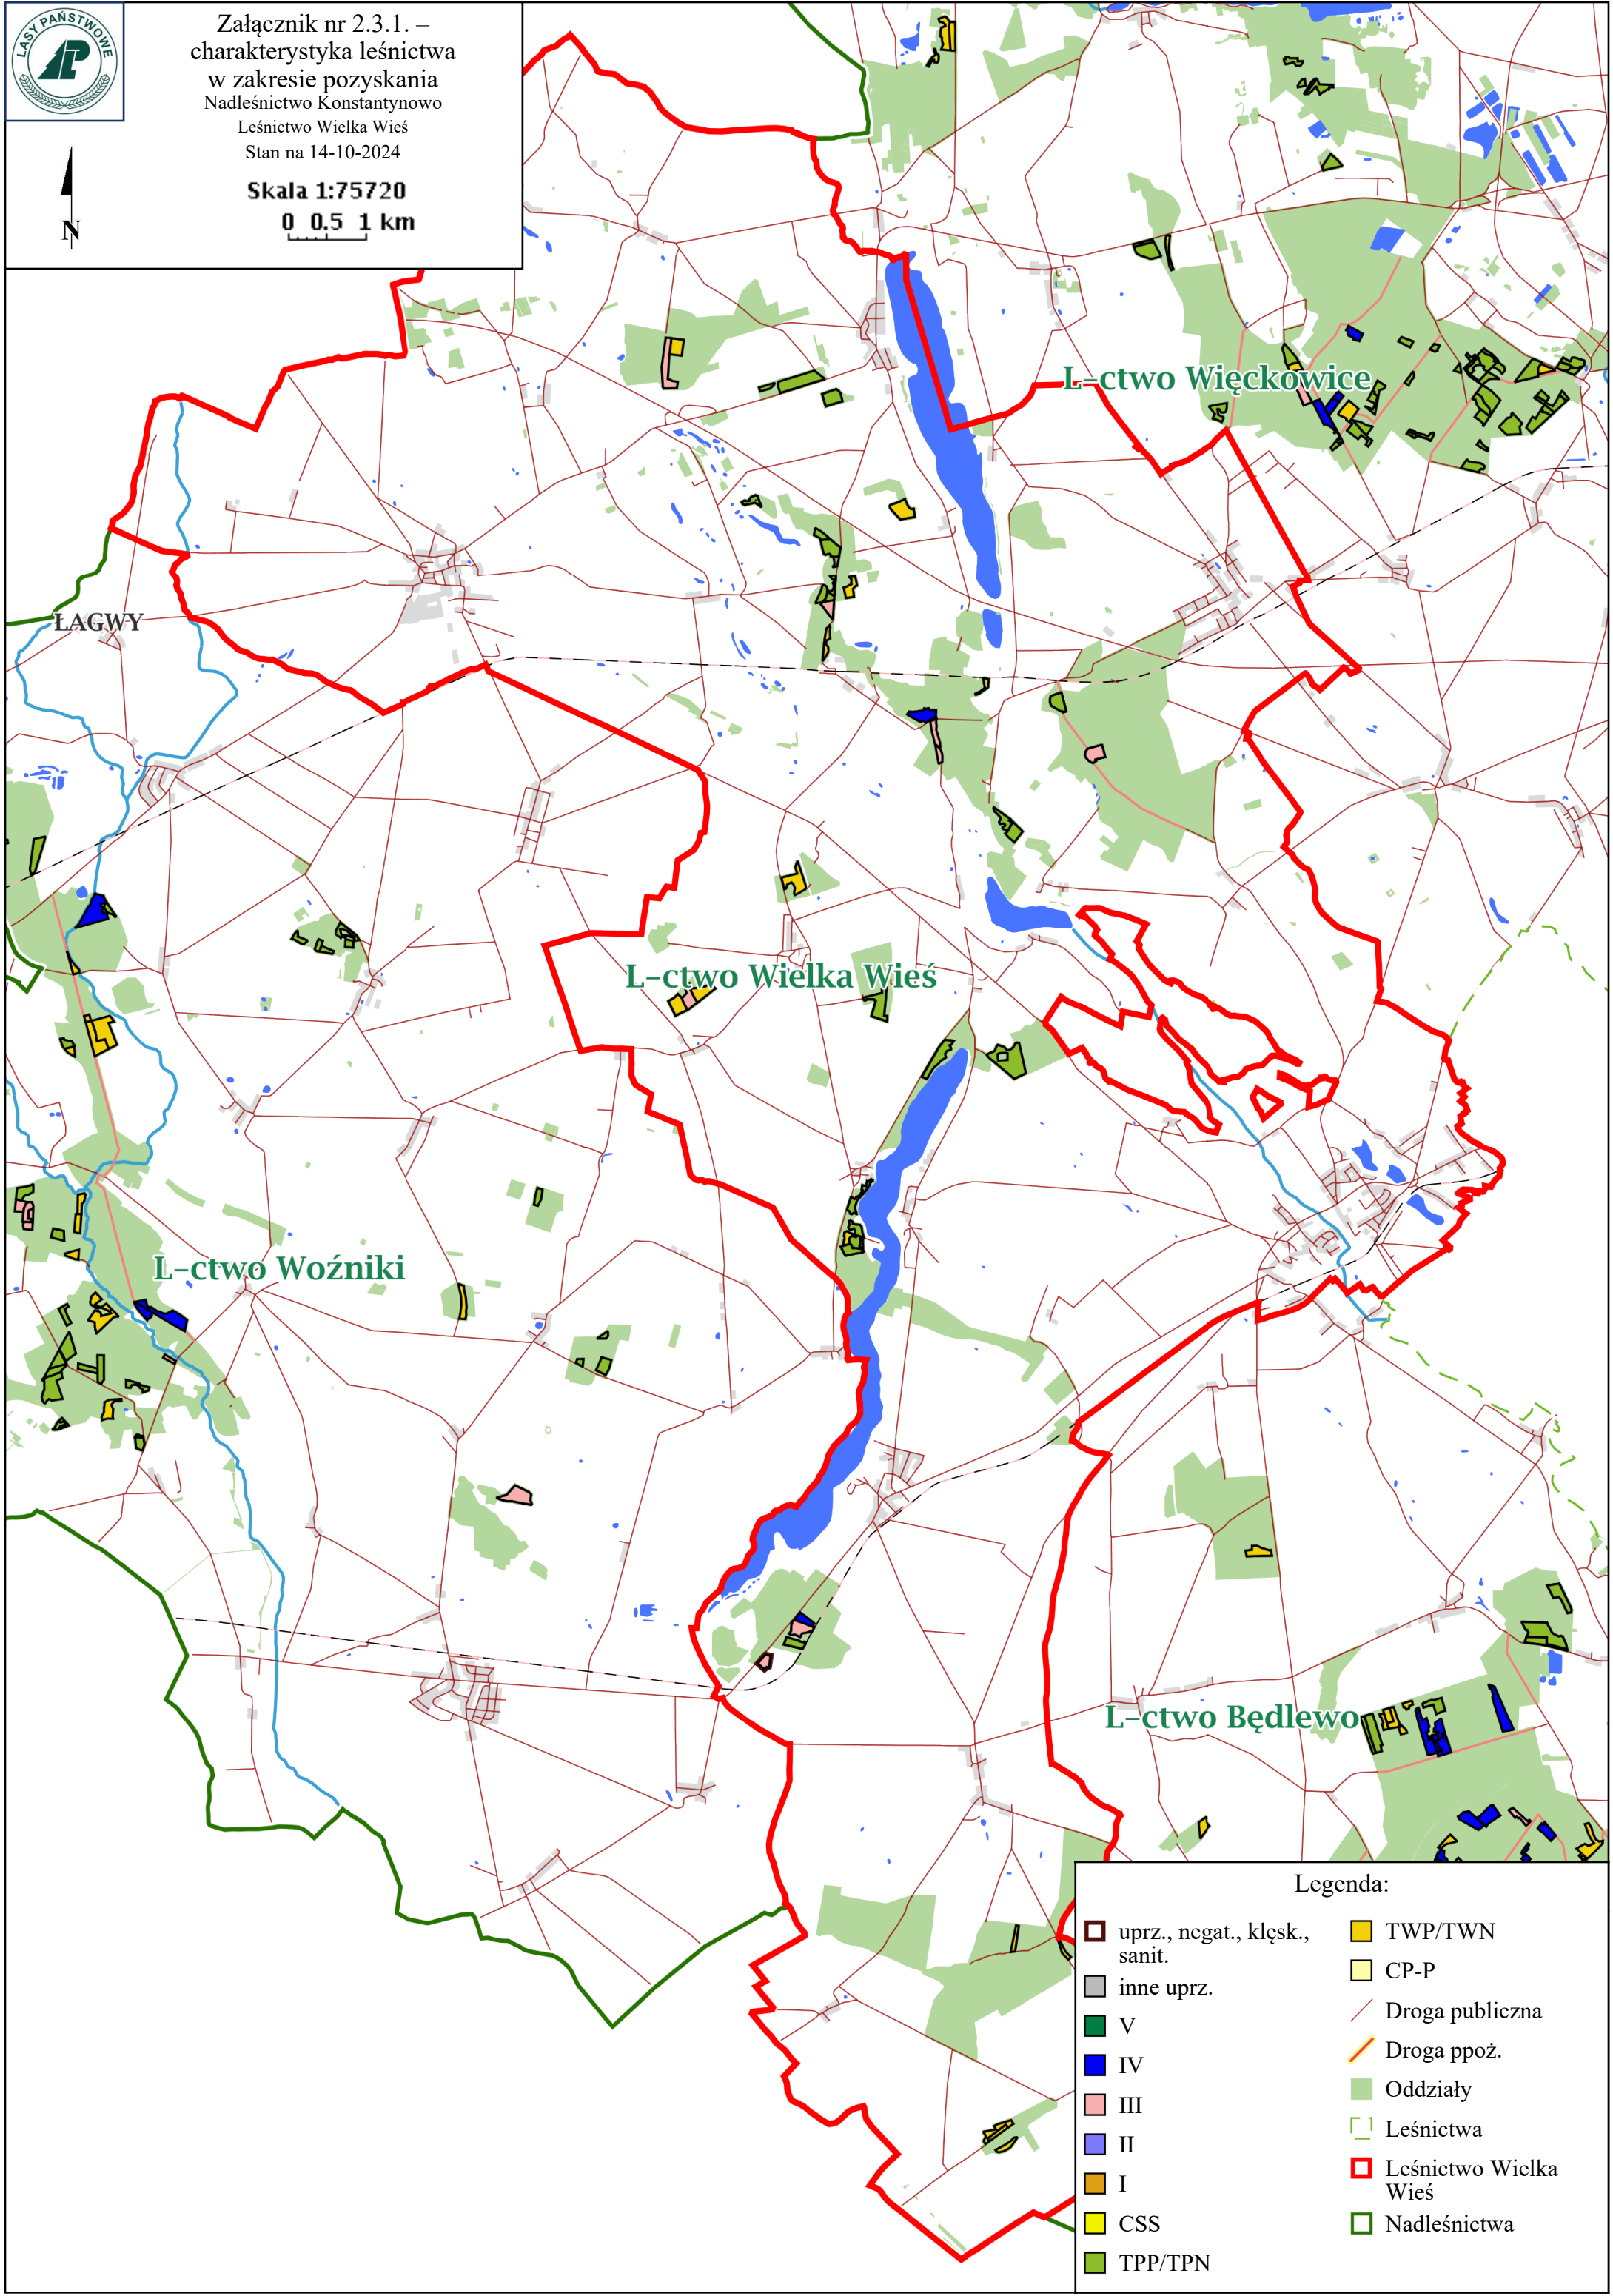 LASY PAŃSTWOWE
Załącznik nr 2.3.1. –
charakterystyka leśnictwa
w zakresie pozyskania
Nadleśnictwo Konstantynowo
Leśnictwo Wielka Wieś
Stan na 14-10-2024
Skala 1:75720
0 0.5 1 km
N
L-ctwo Więckowice
ŁAGWY
L-ctwo Wielka Wieś
L-ctwo Woźniki
L-ctwo Będlewo
Legenda:
uprz., negat., klęsk.,
sanit.
inne uprz.
V
IV
III
II
I
CSS
TPP/TPN
TWP/TWN
CP-P
Droga publiczna
Droga ppoż.
Oddziały
Leśnictwa
Leśnictwo Wielka
Wieś
Nadleśnictwa